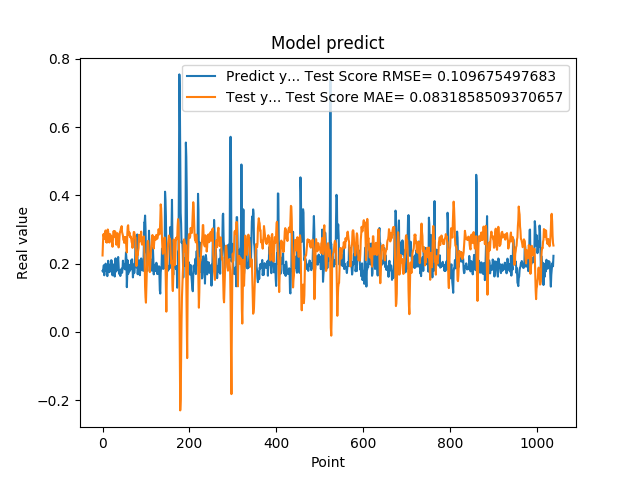 Model predict
Predict y... Test Score RMSE= 0.109675497683
Test y... Test Score MAE= 0.0831858509370657
0.8
0.6
0.4
0.2
0.0
−0.2
Real value
0 200 400 600 800 1000
Point